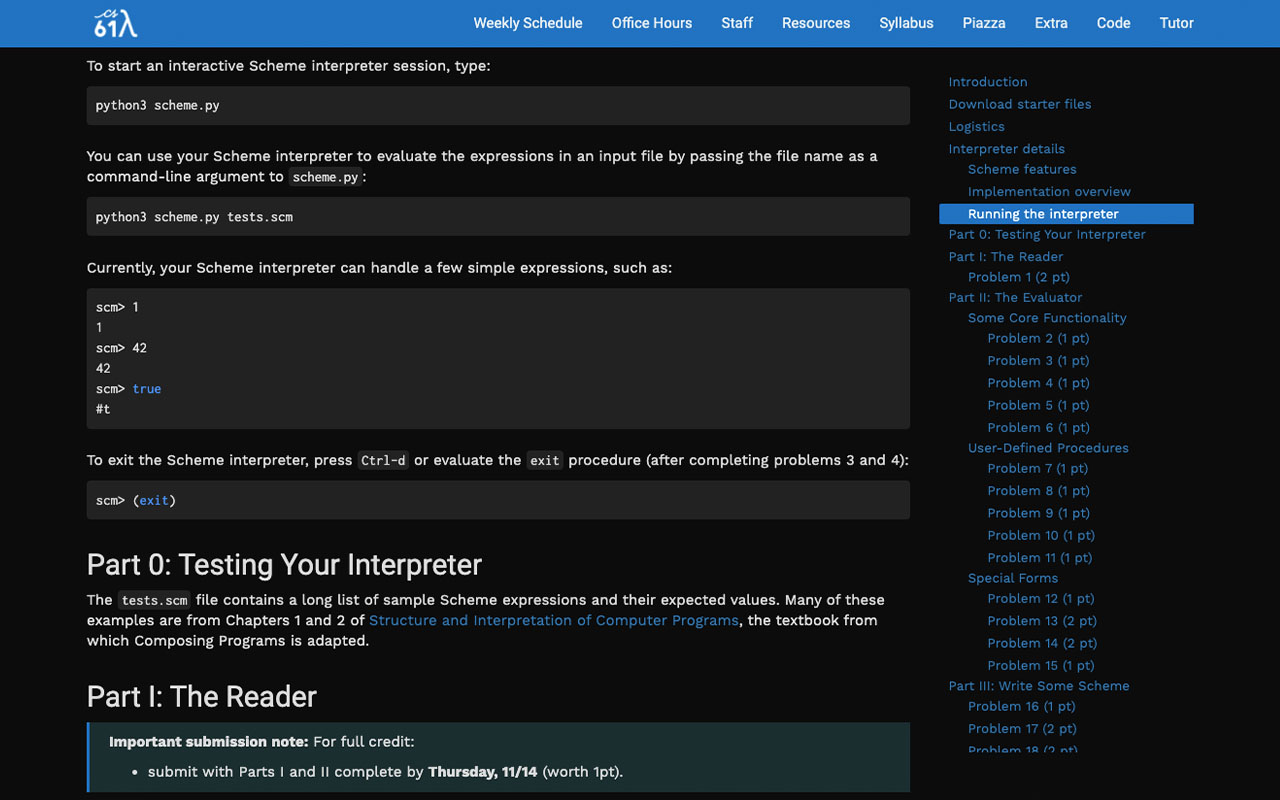 CS 61λ
Weekly Schedule Office Hours Staff Resources Syllabus Piazza Extra Code Tutor
To start an interactive Scheme interpreter session, type:
python3 scheme.py
You can use your Scheme interpreter to evaluate the expressions in an input file by passing the file name as a
command-line argument to scheme.py:
python3 scheme.py tests.scm
Currently, your Scheme interpreter can handle a few simple expressions, such as:
scm> 1
1
scm> 42
42
scm> true
#t
To exit the Scheme interpreter, press Ctrl-d or evaluate the exit procedure (after completing problems 3 and 4):
scm> (exit)
Part 0: Testing Your Interpreter
The tests.scm file contains a long list of sample Scheme expressions and their expected values. Many of these
examples are from Chapters 1 and 2 of Structure and Interpretation of Computer Programs, the textbook from
which Composing Programs is adapted.
Part I: The Reader
Important submission note: For full credit:
• submit with Parts I and II complete by Thursday, 11/14 (worth 1pt).
Introduction
Download starter files
Logistics
Interpreter details
Scheme features
Implementation overview
Running the interpreter
Part 0: Testing Your Interpreter
Part I: The Reader
Problem 1 (2 pt)
Part II: The Evaluator
Some Core Functionality
Problem 2 (1 pt)
Problem 3 (1 pt)
Problem 4 (1 pt)
Problem 5 (1 pt)
Problem 6 (1 pt)
User-Defined Procedures
Problem 7 (1 pt)
Problem 8 (1 pt)
Problem 9 (1 pt)
Problem 10 (1 pt)
Problem 11 (1 pt)
Special Forms
Problem 12 (1 pt)
Problem 13 (2 pt)
Problem 14 (2 pt)
Problem 15 (1 pt)
Part III: Write Some Scheme
Problem 16 (1 pt)
Problem 17 (2 pt)
Problem 18 (2 pt)